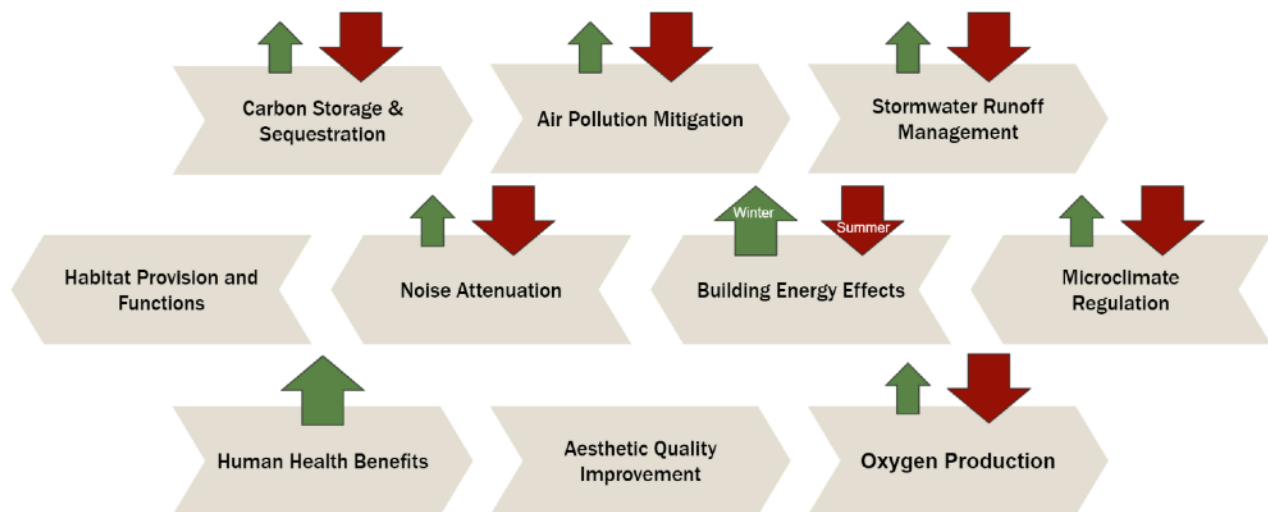 Carbon Storage &
Sequestration
Air Pollution Mitigation
Stormwater Runoff
Management
Winter
Summer
Habitat Provision and
Functions
Noise Attenuation
Building Energy Effects
Microclimate
Regulation
Human Health Benefits
Aesthetic Quality
Improvement
Oxygen Production